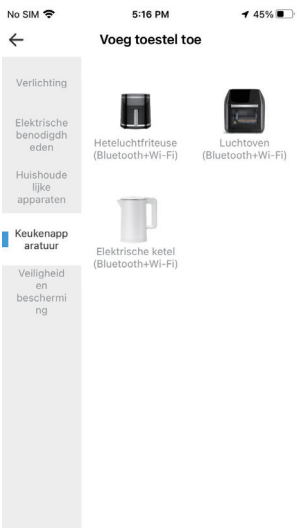 No SIM 5:16 PM 45%
Voeg toestel toe
Verlichting
Elektrische
benodigdh
eden
Huishoude
lijke
apparaten
Keukenapp
aratuur
Veiligheid
en
beschermi
ng
Heteluchtfriteuse
(Bluetooth+Wi-Fi)
Luchtoven
(Bluetooth+Wi-Fi)
Elektrische ketel
(Bluetooth+Wi-Fi)